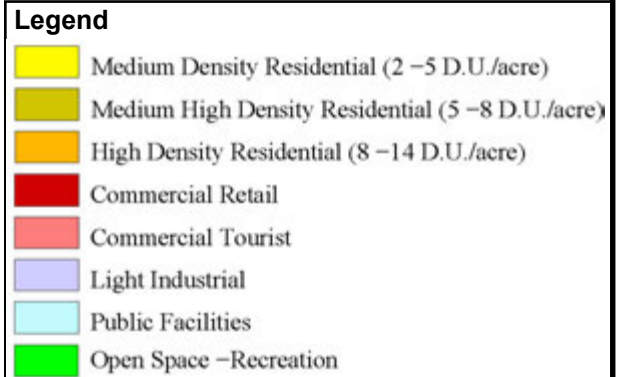 Legend
Medium Density Residential (2 −5 D.U./acre)
Medium High Density Residential (5 −8 D.U./acre)
High Density Residential (8 −14 D.U./acre)
Commercial Retail
Commercial Tourist
Light Industrial
Public Facilities
Open Space −Recreation